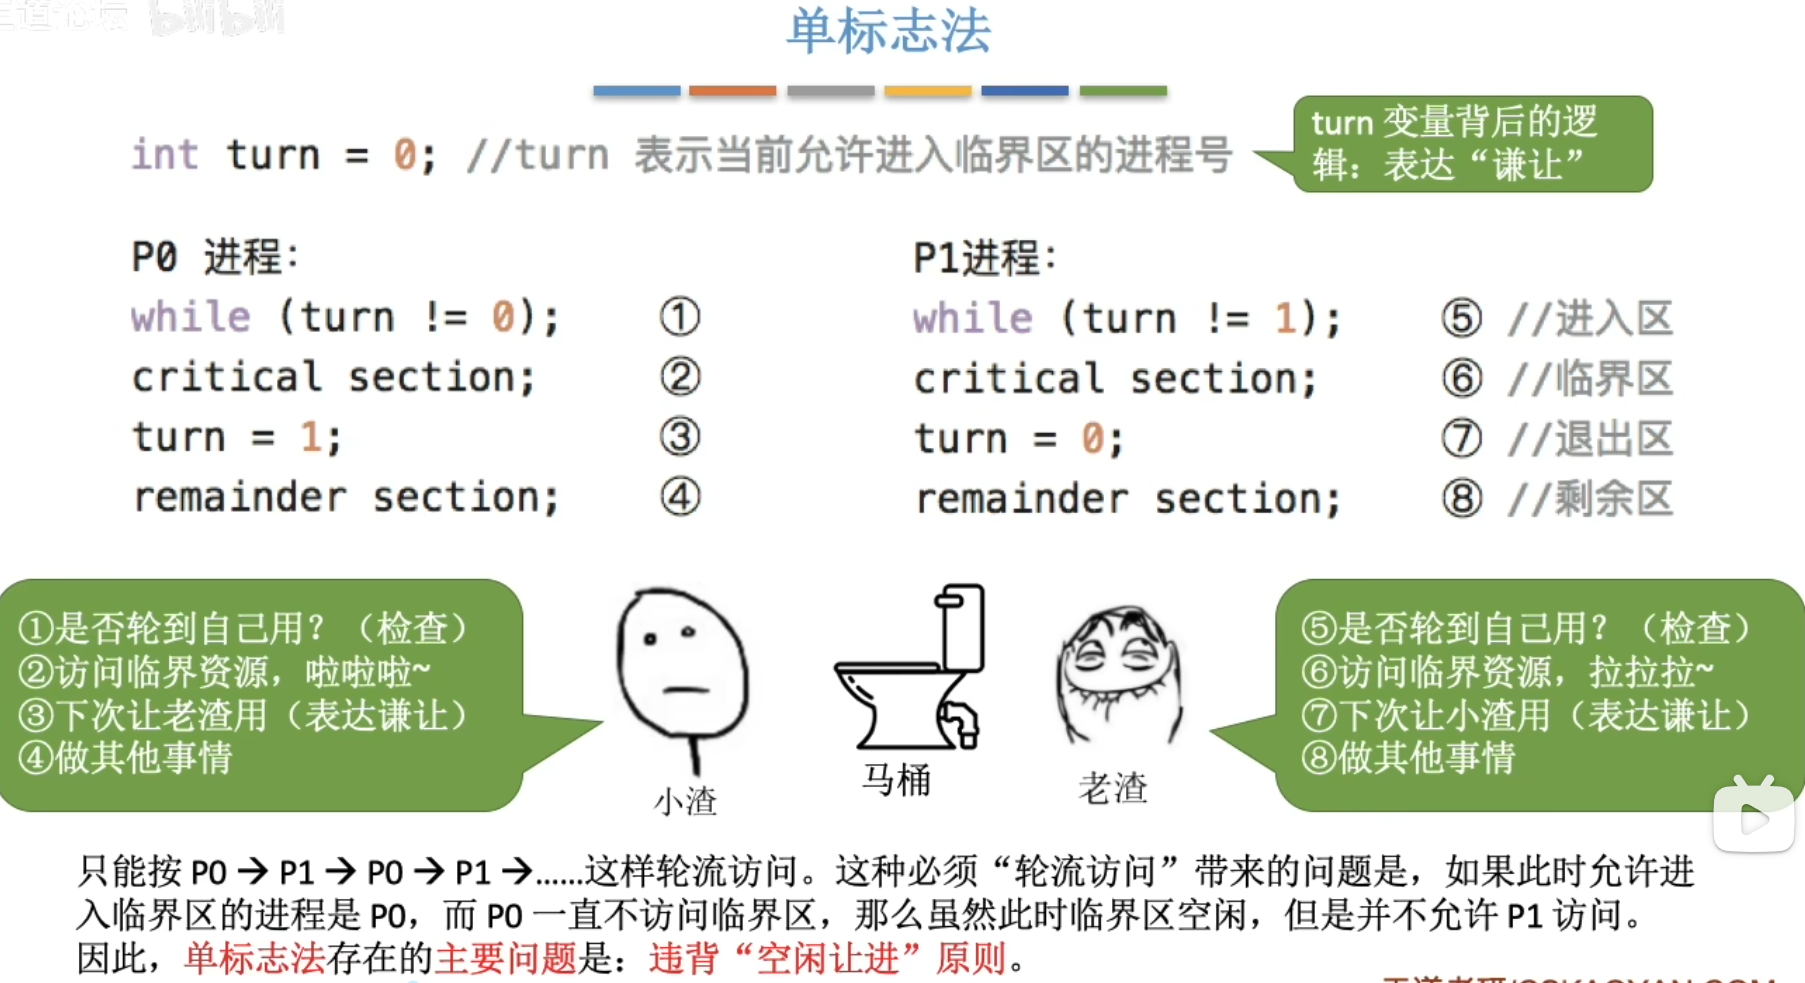 单标志法
int turn = 0; //turn 表示当前允许进入临界区的进程号
turn 变量背后的逻
辑：表达“谦让”
P0 进程：
while (turn != 0); ①
critical section; ②
turn = 1; ③
remainder section; ④
P1进程：
while (turn != 1); ⑤ //进入区
critical section; ⑥ //临界区
turn = 0; ⑦ //退出区
remainder section; ⑧ //剩余区
①是否轮到自己用？（检查）
②访问临界资源，啦啦啦~
③下次让老渣用（表达谦让）
④做其他事情
小渣
马桶
老渣
⑤是否轮到自己用？（检查）
⑥访问临界资源，拉拉拉~
⑦下次让小渣用（表达谦让）
⑧做其他事情
只能按 P0 → P1 → P0 → P1 →……这样轮流访问。这种必须“轮流访问”带来的问题是，如果此时允许进
入临界区的进程是 P0，而 P0 一直不访问临界区，那么虽然此时临界区空闲，但是并不允许 P1 访问。
因此，单标志法存在的主要问题是：违背“空闲让进”原则。